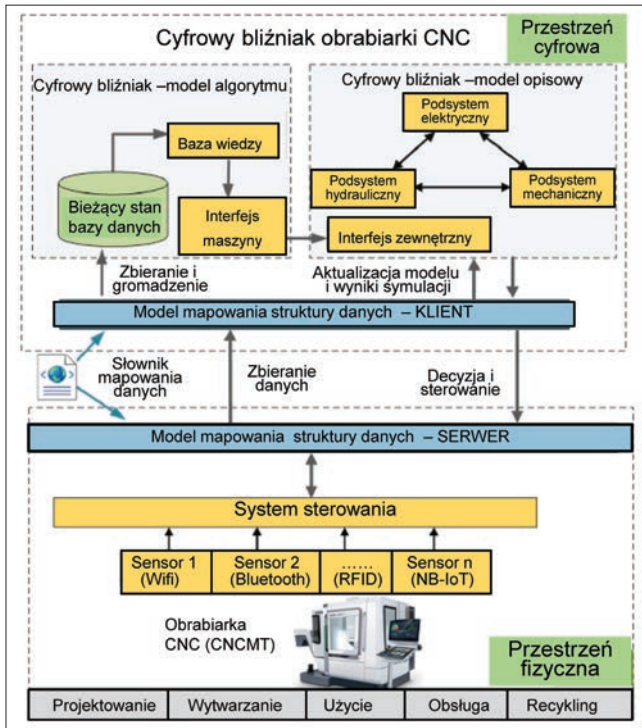 Cyfrowy bliźniak obrabiarki CNC
Przestrzeń
cyfrowa
Cyfrowy bliźniak –model algorytmu
Baza wiedzy
Bieżący stan
bazy danych
Interfejs
maszyny
Cyfrowy bliźniak –model opisowy
Podsystem
elektryczny
Podsystem
hydrauliczny
Podsystem
mechaniczny
Interfejs zewnętrzny
Zbieranie i
gromadzenie
Aktualizacja modelu
i wyniki symulacji
Model mapowania struktury danych – KLIENT
Słownik
mapowania
danych
Zbieranie
danych
Decyzja i
sterowanie
Model mapowania struktury danych – SERWER
System sterowania
Sensor 1
(Wifi)
Sensor 2
(Bluetooth)
......
(RFID)
Sensor n
(NB-IoT)
Obrabiarka
CNC (CNCMT)
Przestrzeń
fizyczna
Projektowanie
Wytwarzanie
Użycie
Obsługa
Recykling